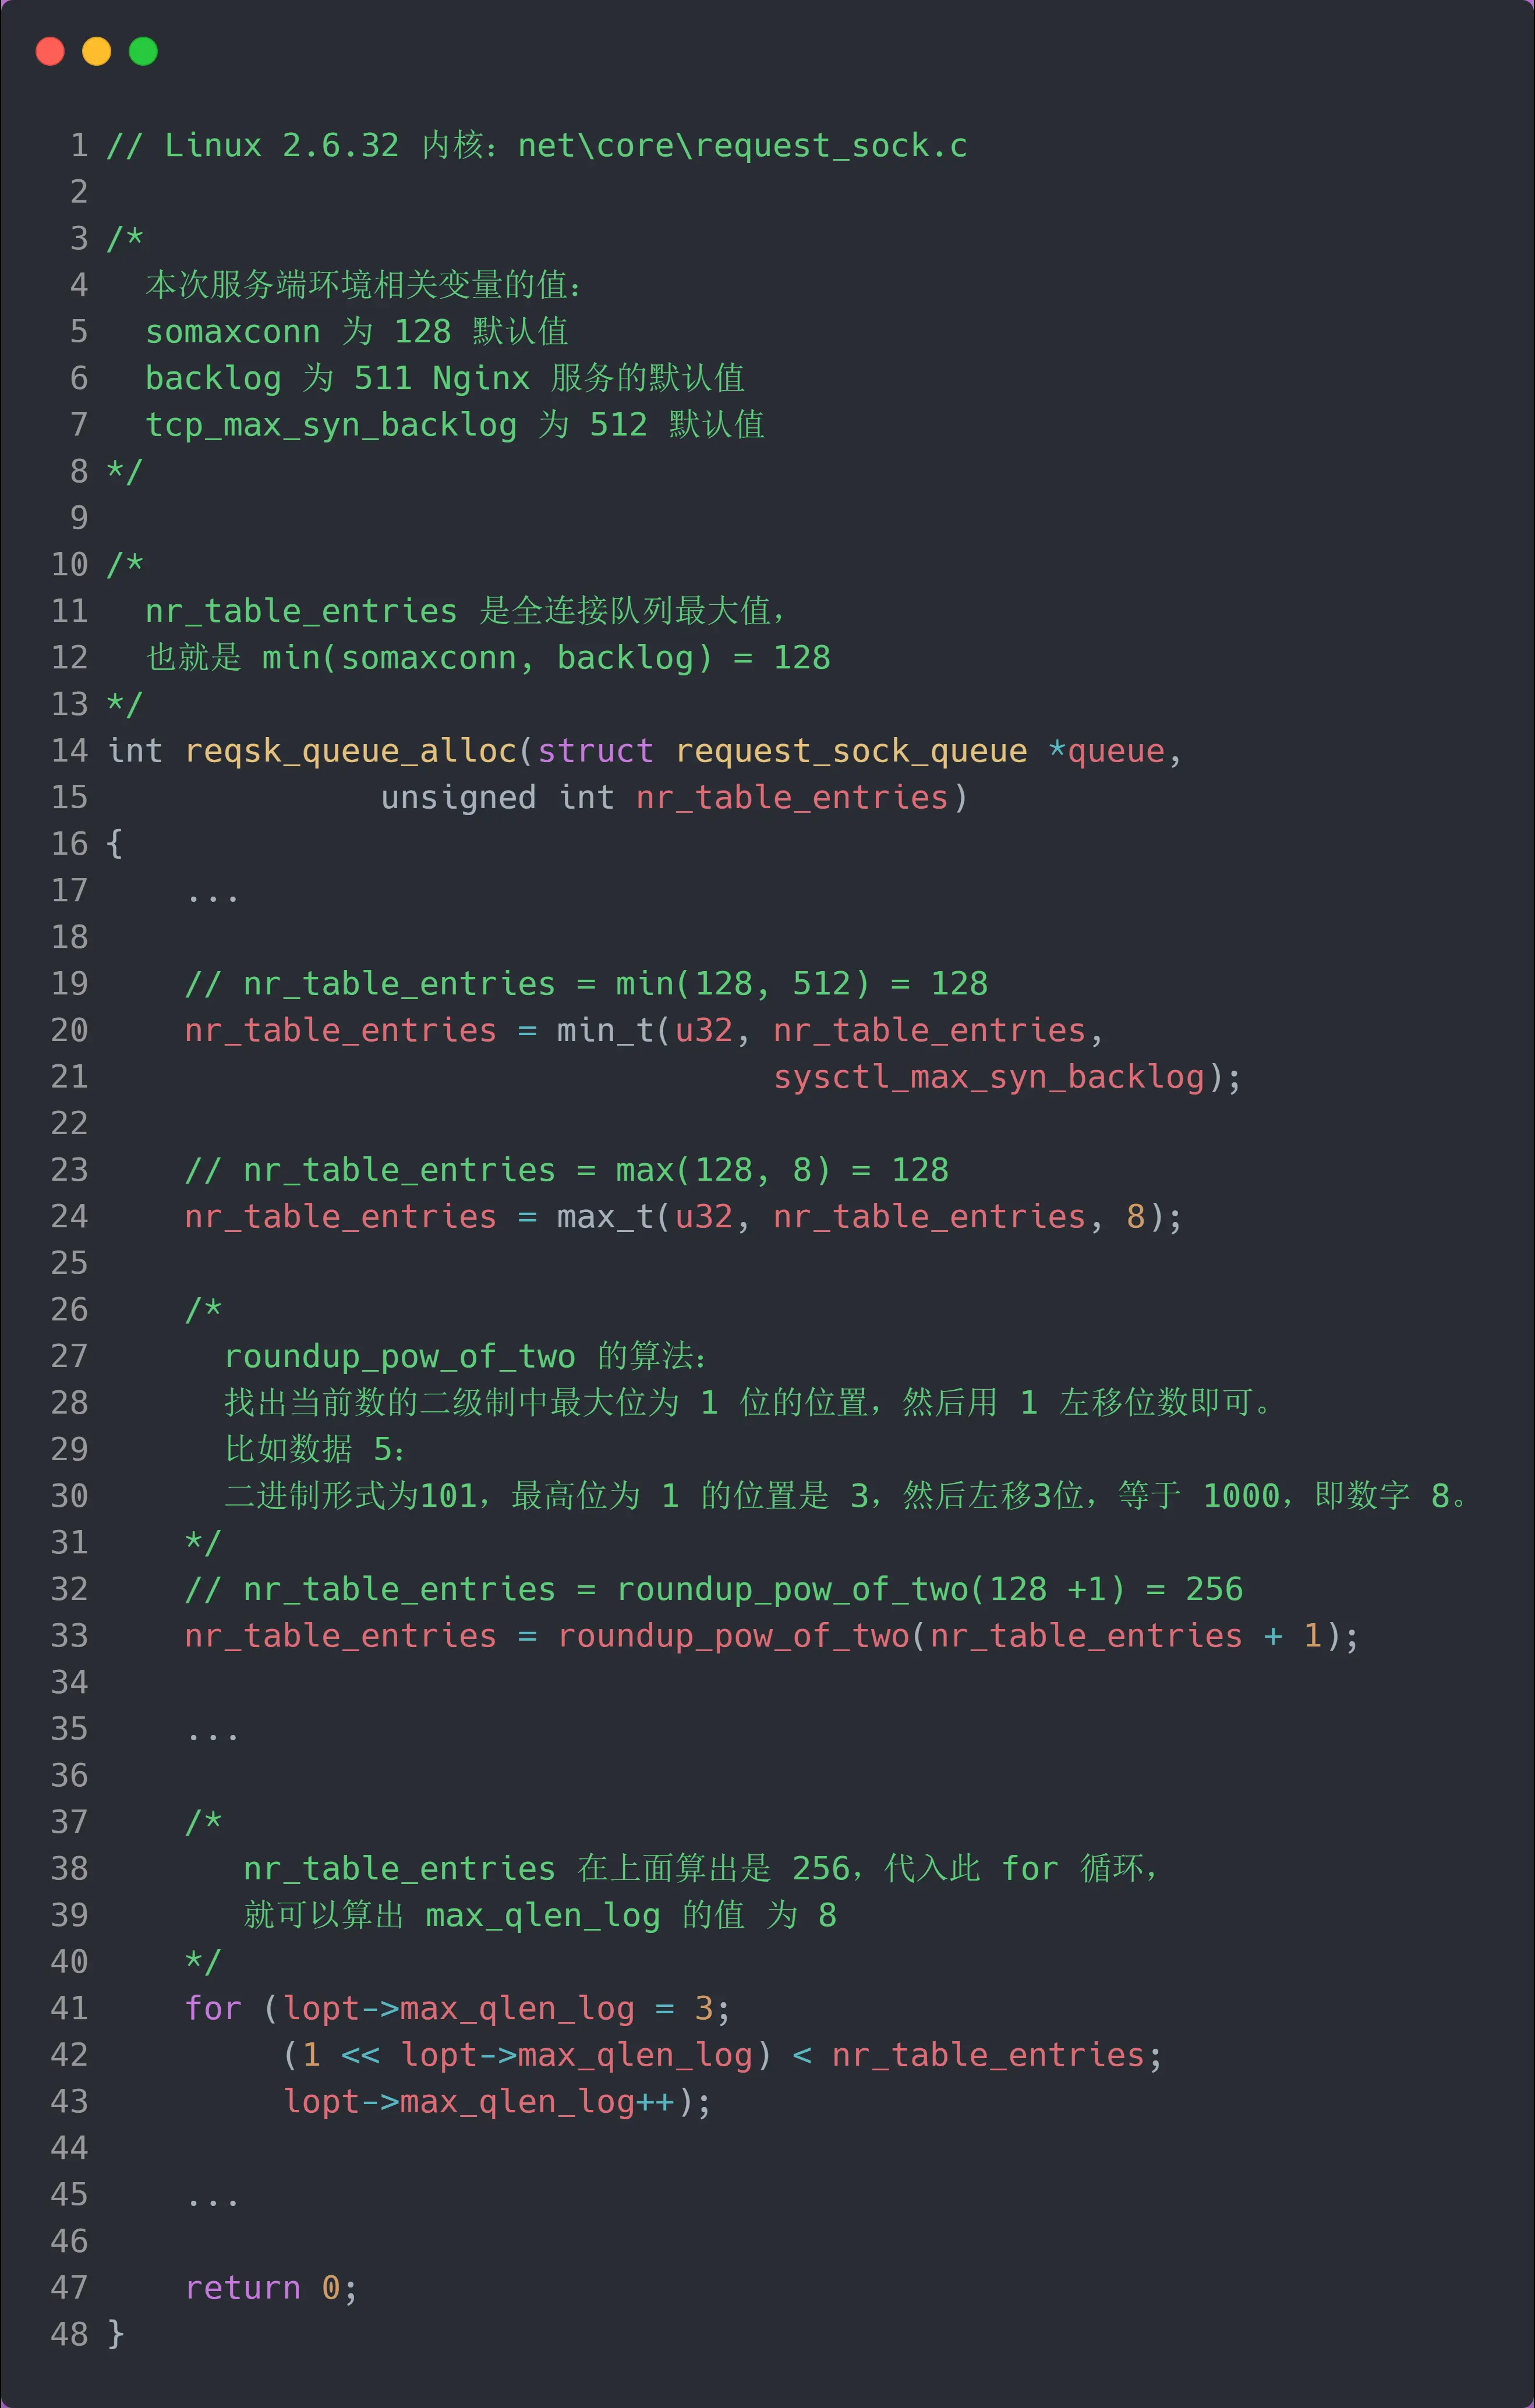 1 // Linux 2.6.32 内核：net\core\request_sock.c
2
3 /*
4   本次服务端环境相关变量的值：
5   somaxconn 为 128 默认值
6   backlog 为 511 Nginx 服务的默认值
7   tcp_max_syn_backlog 为 512 默认值
8 */
9
10 /*
11   nr_table_entries 是全连接队列最大值，
12   也就是 min(somaxconn, backlog) = 128
13 */
14 int reqsk_queue_alloc(struct request_sock_queue *queue,
15               unsigned int nr_table_entries)
16 {
17     ...
18
19     // nr_table_entries = min(128, 512) = 128
20     nr_table_entries = min_t(u32, nr_table_entries,
21                                   sysctl_max_syn_backlog);
22
23     // nr_table_entries = max(128, 8) = 128
24     nr_table_entries = max_t(u32, nr_table_entries, 8);
25
26     /*
27       roundup_pow_of_two 的算法：
28       找出当前数的二级制中最大位为 1 位的位置，然后用 1 左移位数即可。
29       比如数据 5：
30       二进制形式为101，最高位为 1 的位置是 3，然后左移3位，等于 1000，即数字 8。
31     */
32     // nr_table_entries = roundup_pow_of_two(128 +1) = 256
33     nr_table_entries = roundup_pow_of_two(nr_table_entries + 1);
34
35     ...
36
37     /*
38        nr_table_entries 在上面算出是 256，代入此 for 循环，
39        就可以算出 max_qlen_log 的值 为 8
40     */
41     for (lopt->max_qlen_log = 3;
42          (1 << lopt->max_qlen_log) < nr_table_entries;
43          lopt->max_qlen_log++);
44
45     ...
46
47     return 0;
48 }